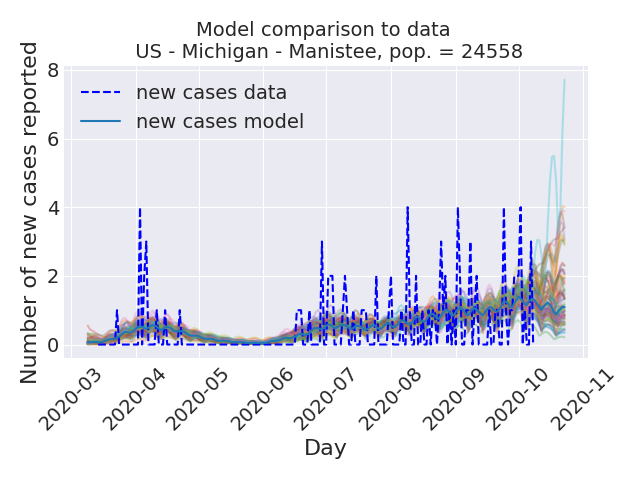 Model comparison to data
US - Michigan - Manistee, pop. = 24558
Number of new cases reported
8
6
4
2
0
new cases data
new cases model
2020-03
2020-04
2020-05
2020-06
2020-07
2020-08
2020-09
2020-10
2020-11
Day